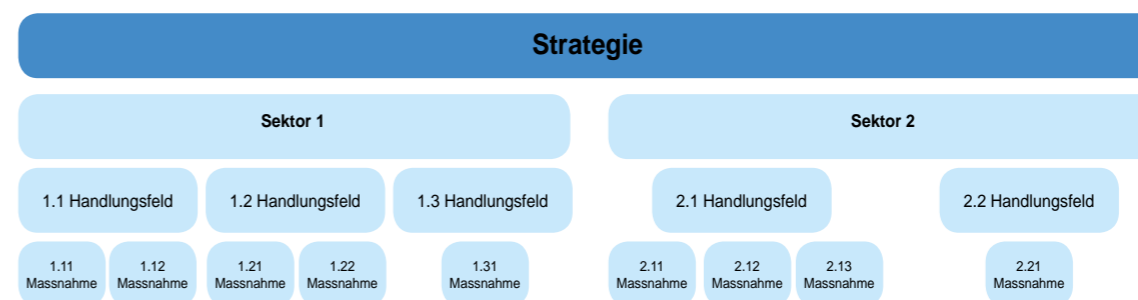 Strategie
Sektor 1
Sektor 2
1.1 Handlungsfeld
1.2 Handlungsfeld
1.3 Handlungsfeld
2.1 Handlungsfeld
2.2 Handlungsfeld
1.11
Massnahme
1.12
Massnahme
1.21
Massnahme
1.22
Massnahme
1.31
Massnahme
2.11
Massnahme
2.12
Massnahme
2.13
Massnahme
2.21
Massnahme